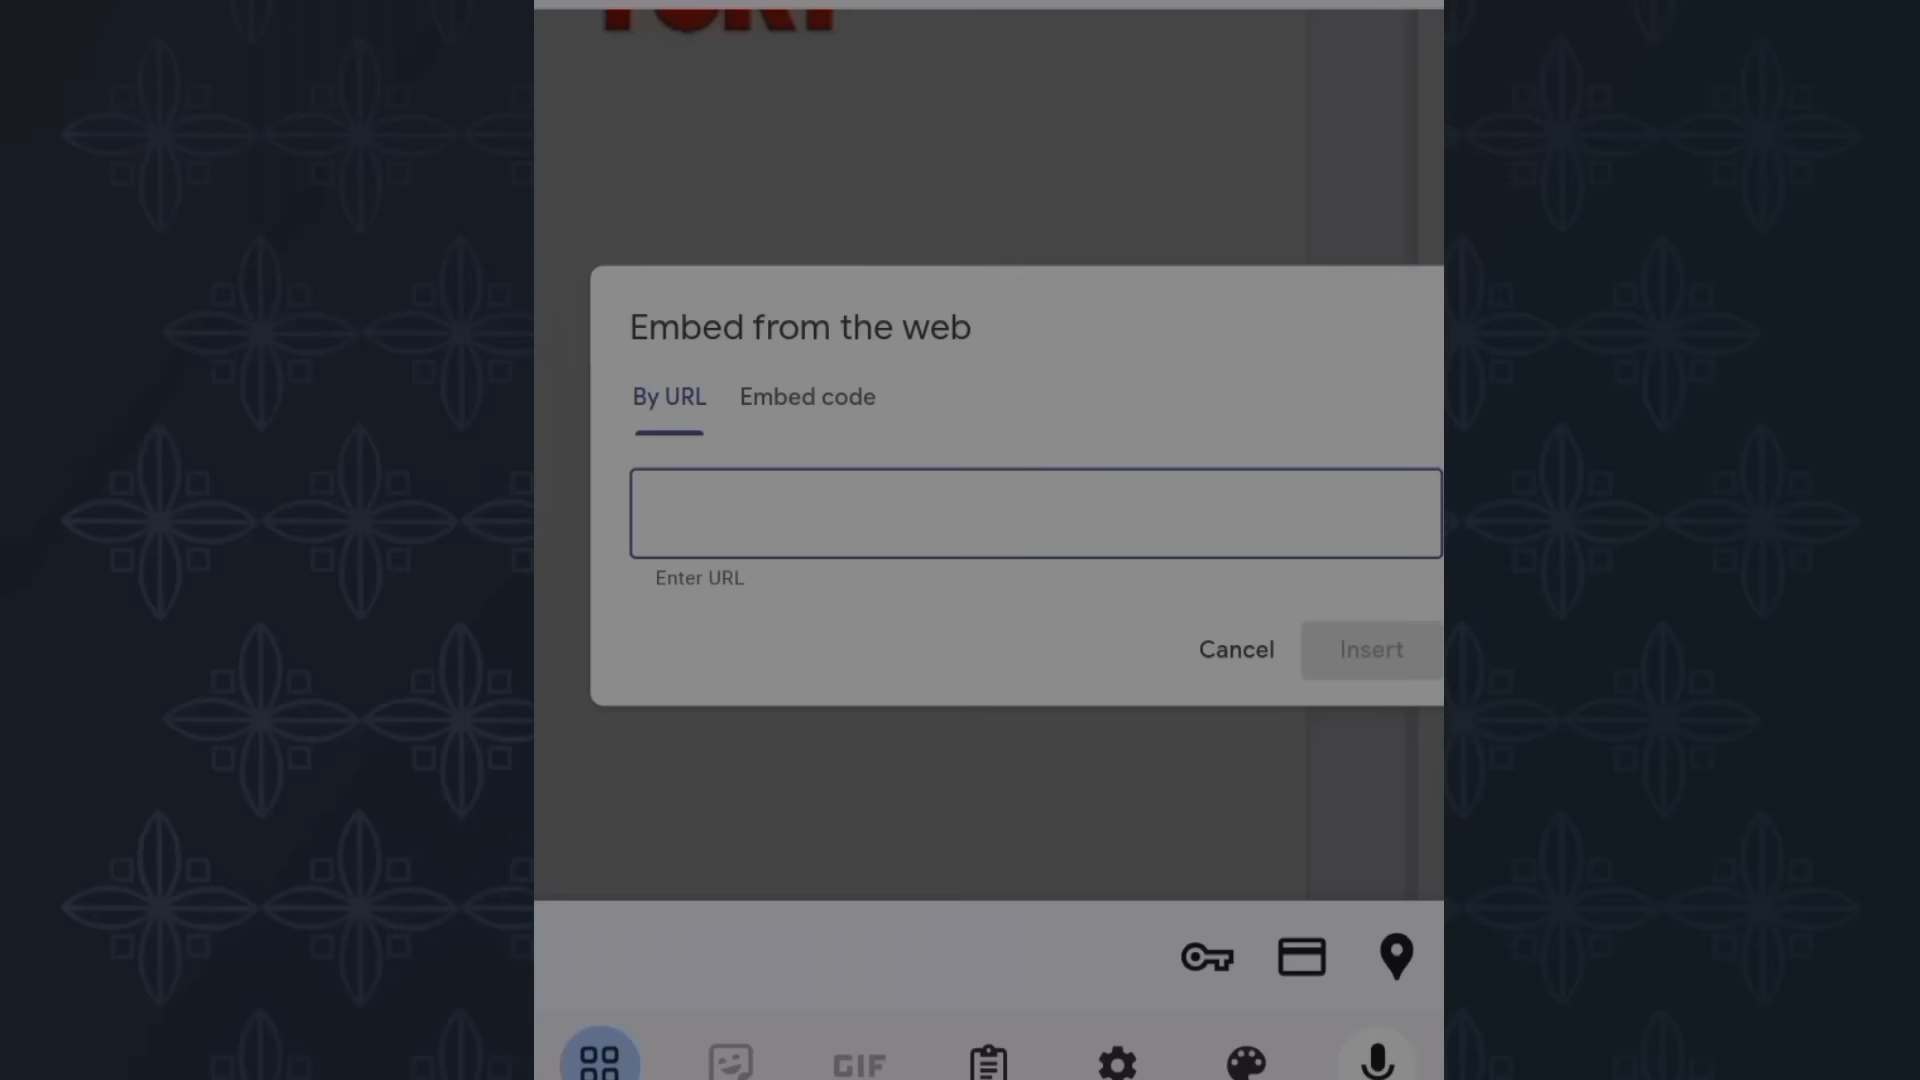 Embed from the web
By URL Embed code
Enter URL
Cancel Insert
GIF